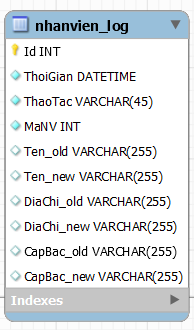 nhanvien_log
Id INT
ThoiGian DATETIME
ThaoTac VARCHAR(45)
MaNV INT
Ten_old VARCHAR(255)
Ten_new VARCHAR(255)
DiaChi_old VARCHAR(255)
DiaChi_new VARCHAR(255)
CapBac_old VARCHAR(255)
CapBac_new VARCHAR(255)
Indexes